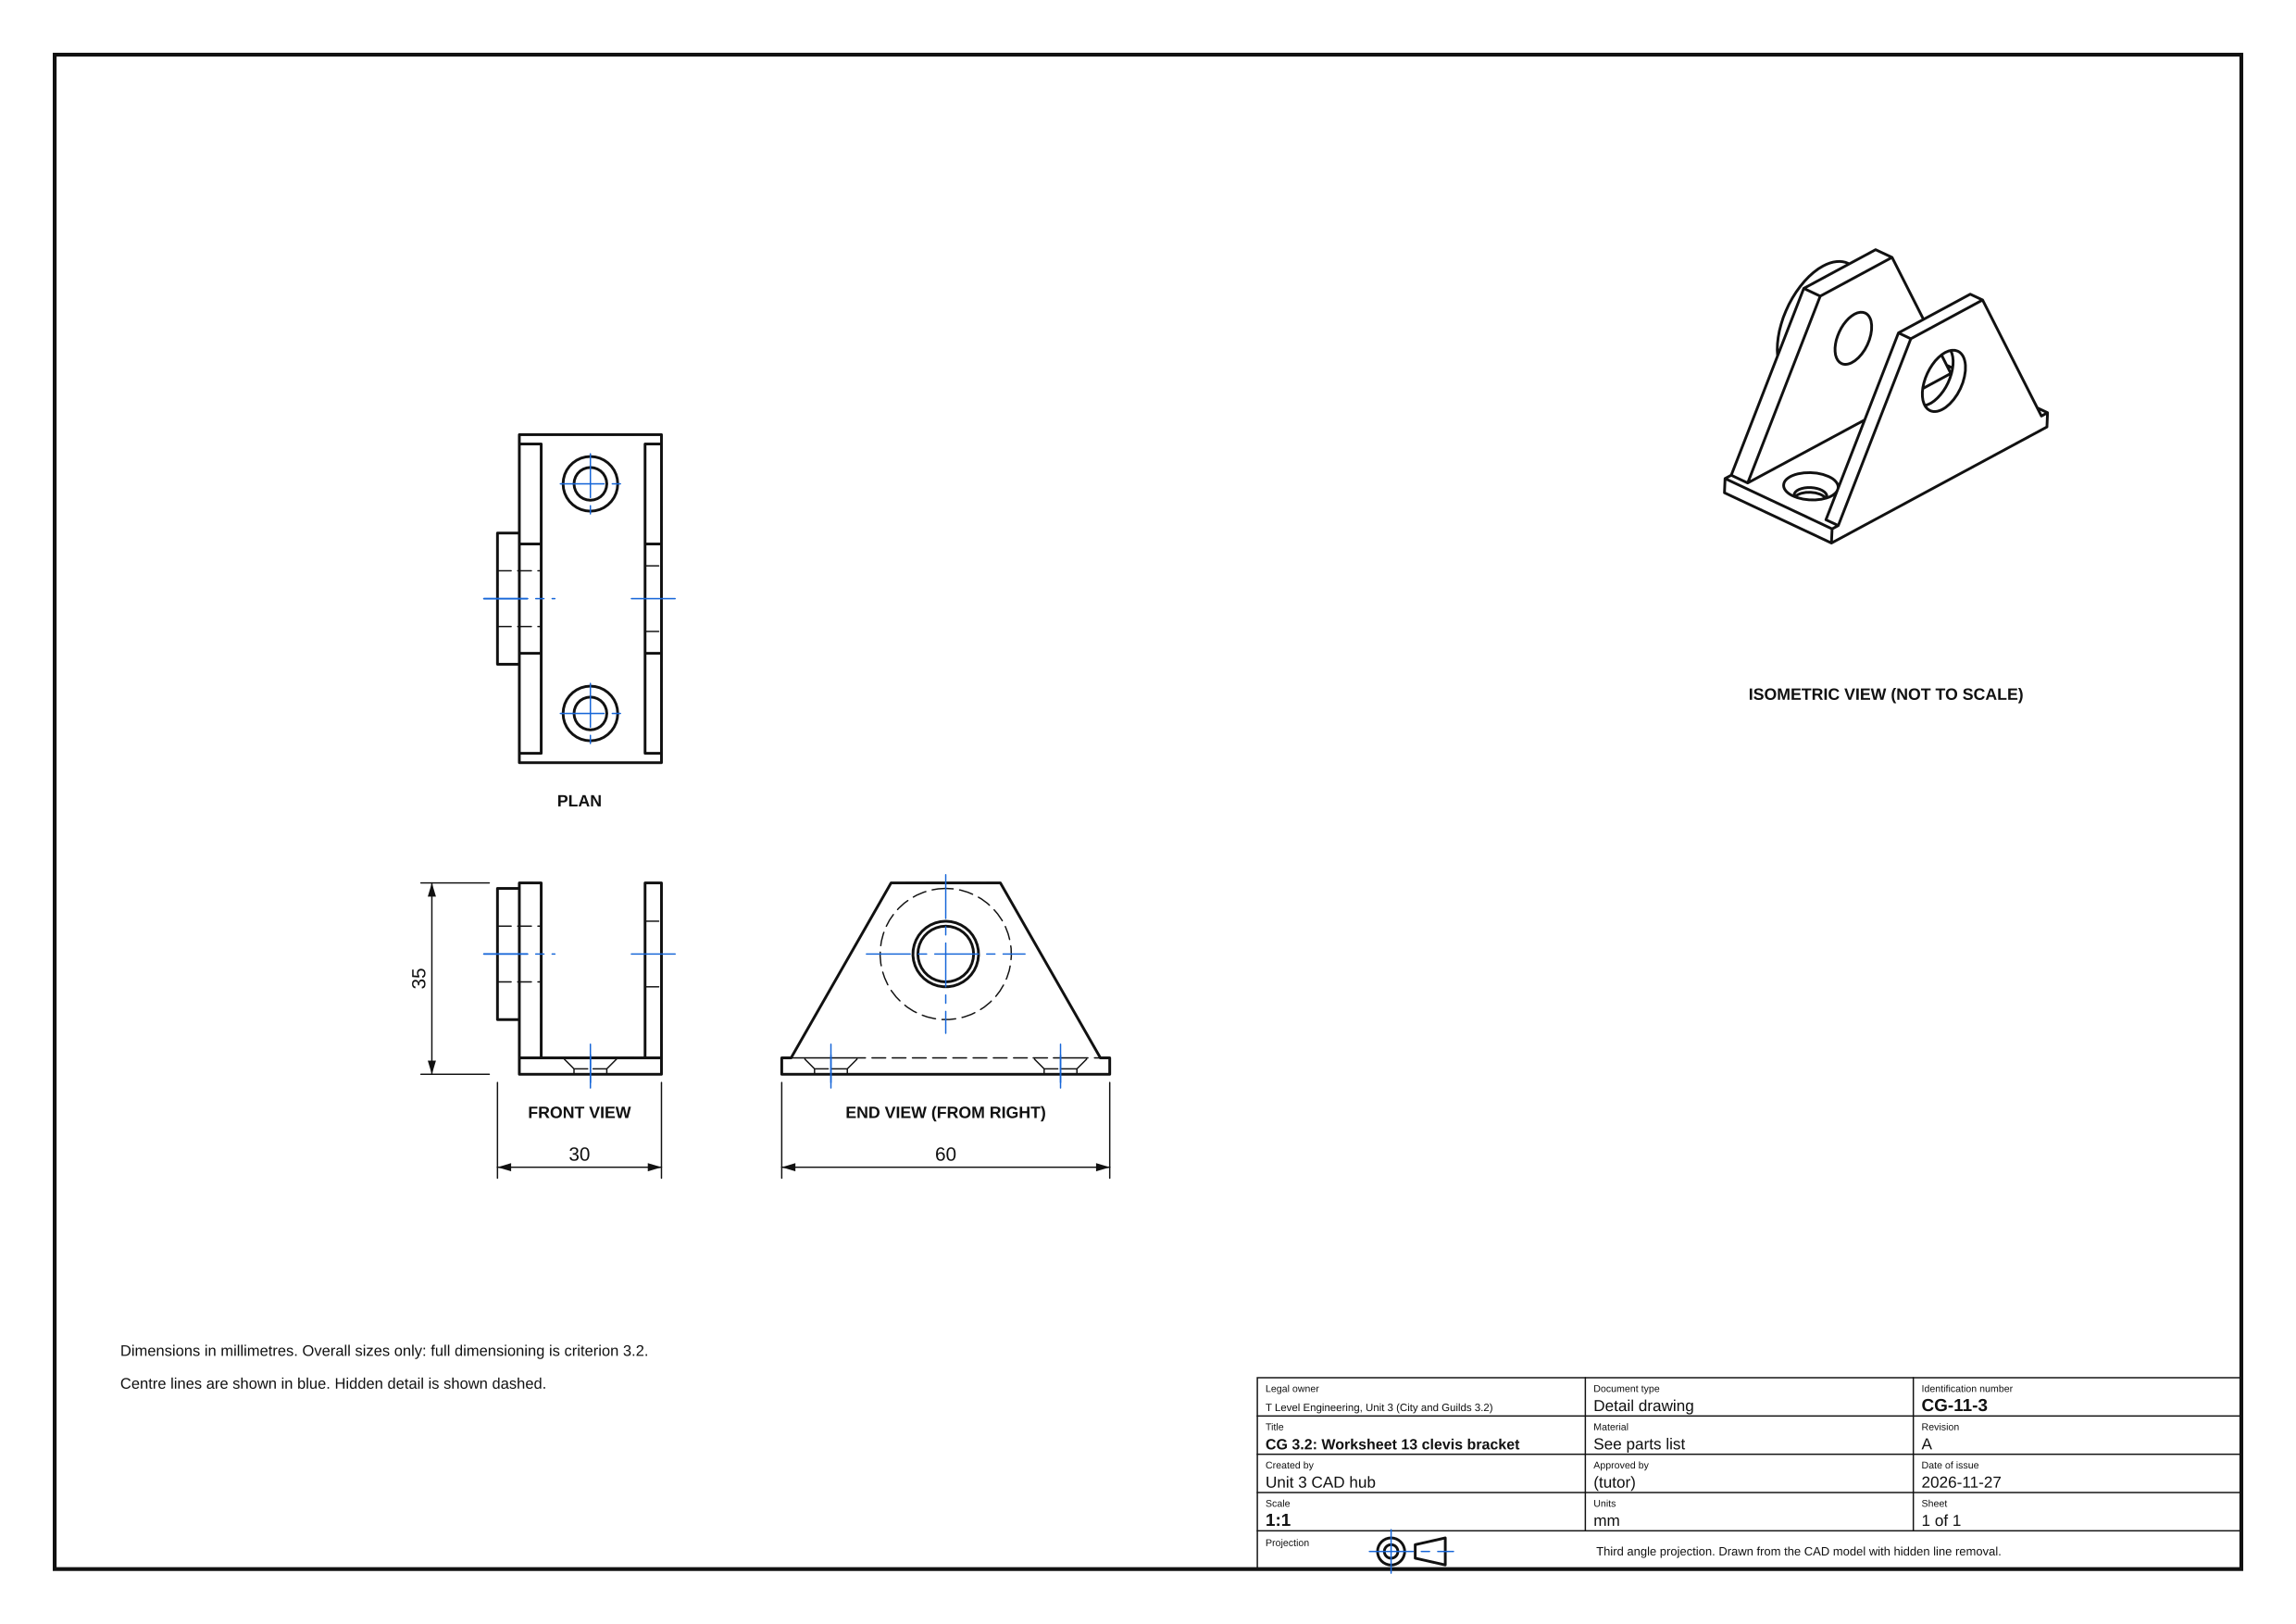 ISOMETRIC VIEW (NOT TO SCALE)
PLAN
35
FRONT VIEW
END VIEW (FROM RIGHT)
30
60
Dimensions in millimetres. Overall sizes only: full dimensioning is criterion 3.2.
Centre lines are shown in blue. Hidden detail is shown dashed.
Legal owner
T Level Engineering, Unit 3 (City and Guilds 3.2)
Document type
Detail drawing
Identification number
CG-11-3
Title
CG 3.2: Worksheet 13 clevis bracket
Material
See parts list
Revision
A
Created by
Unit 3 CAD hub
Approved by
(tutor)
Date of issue
2026-11-27
Scale
1:1
Units
mm
Sheet
1 of 1
Projection
Third angle projection. Drawn from the CAD model with hidden line removal.